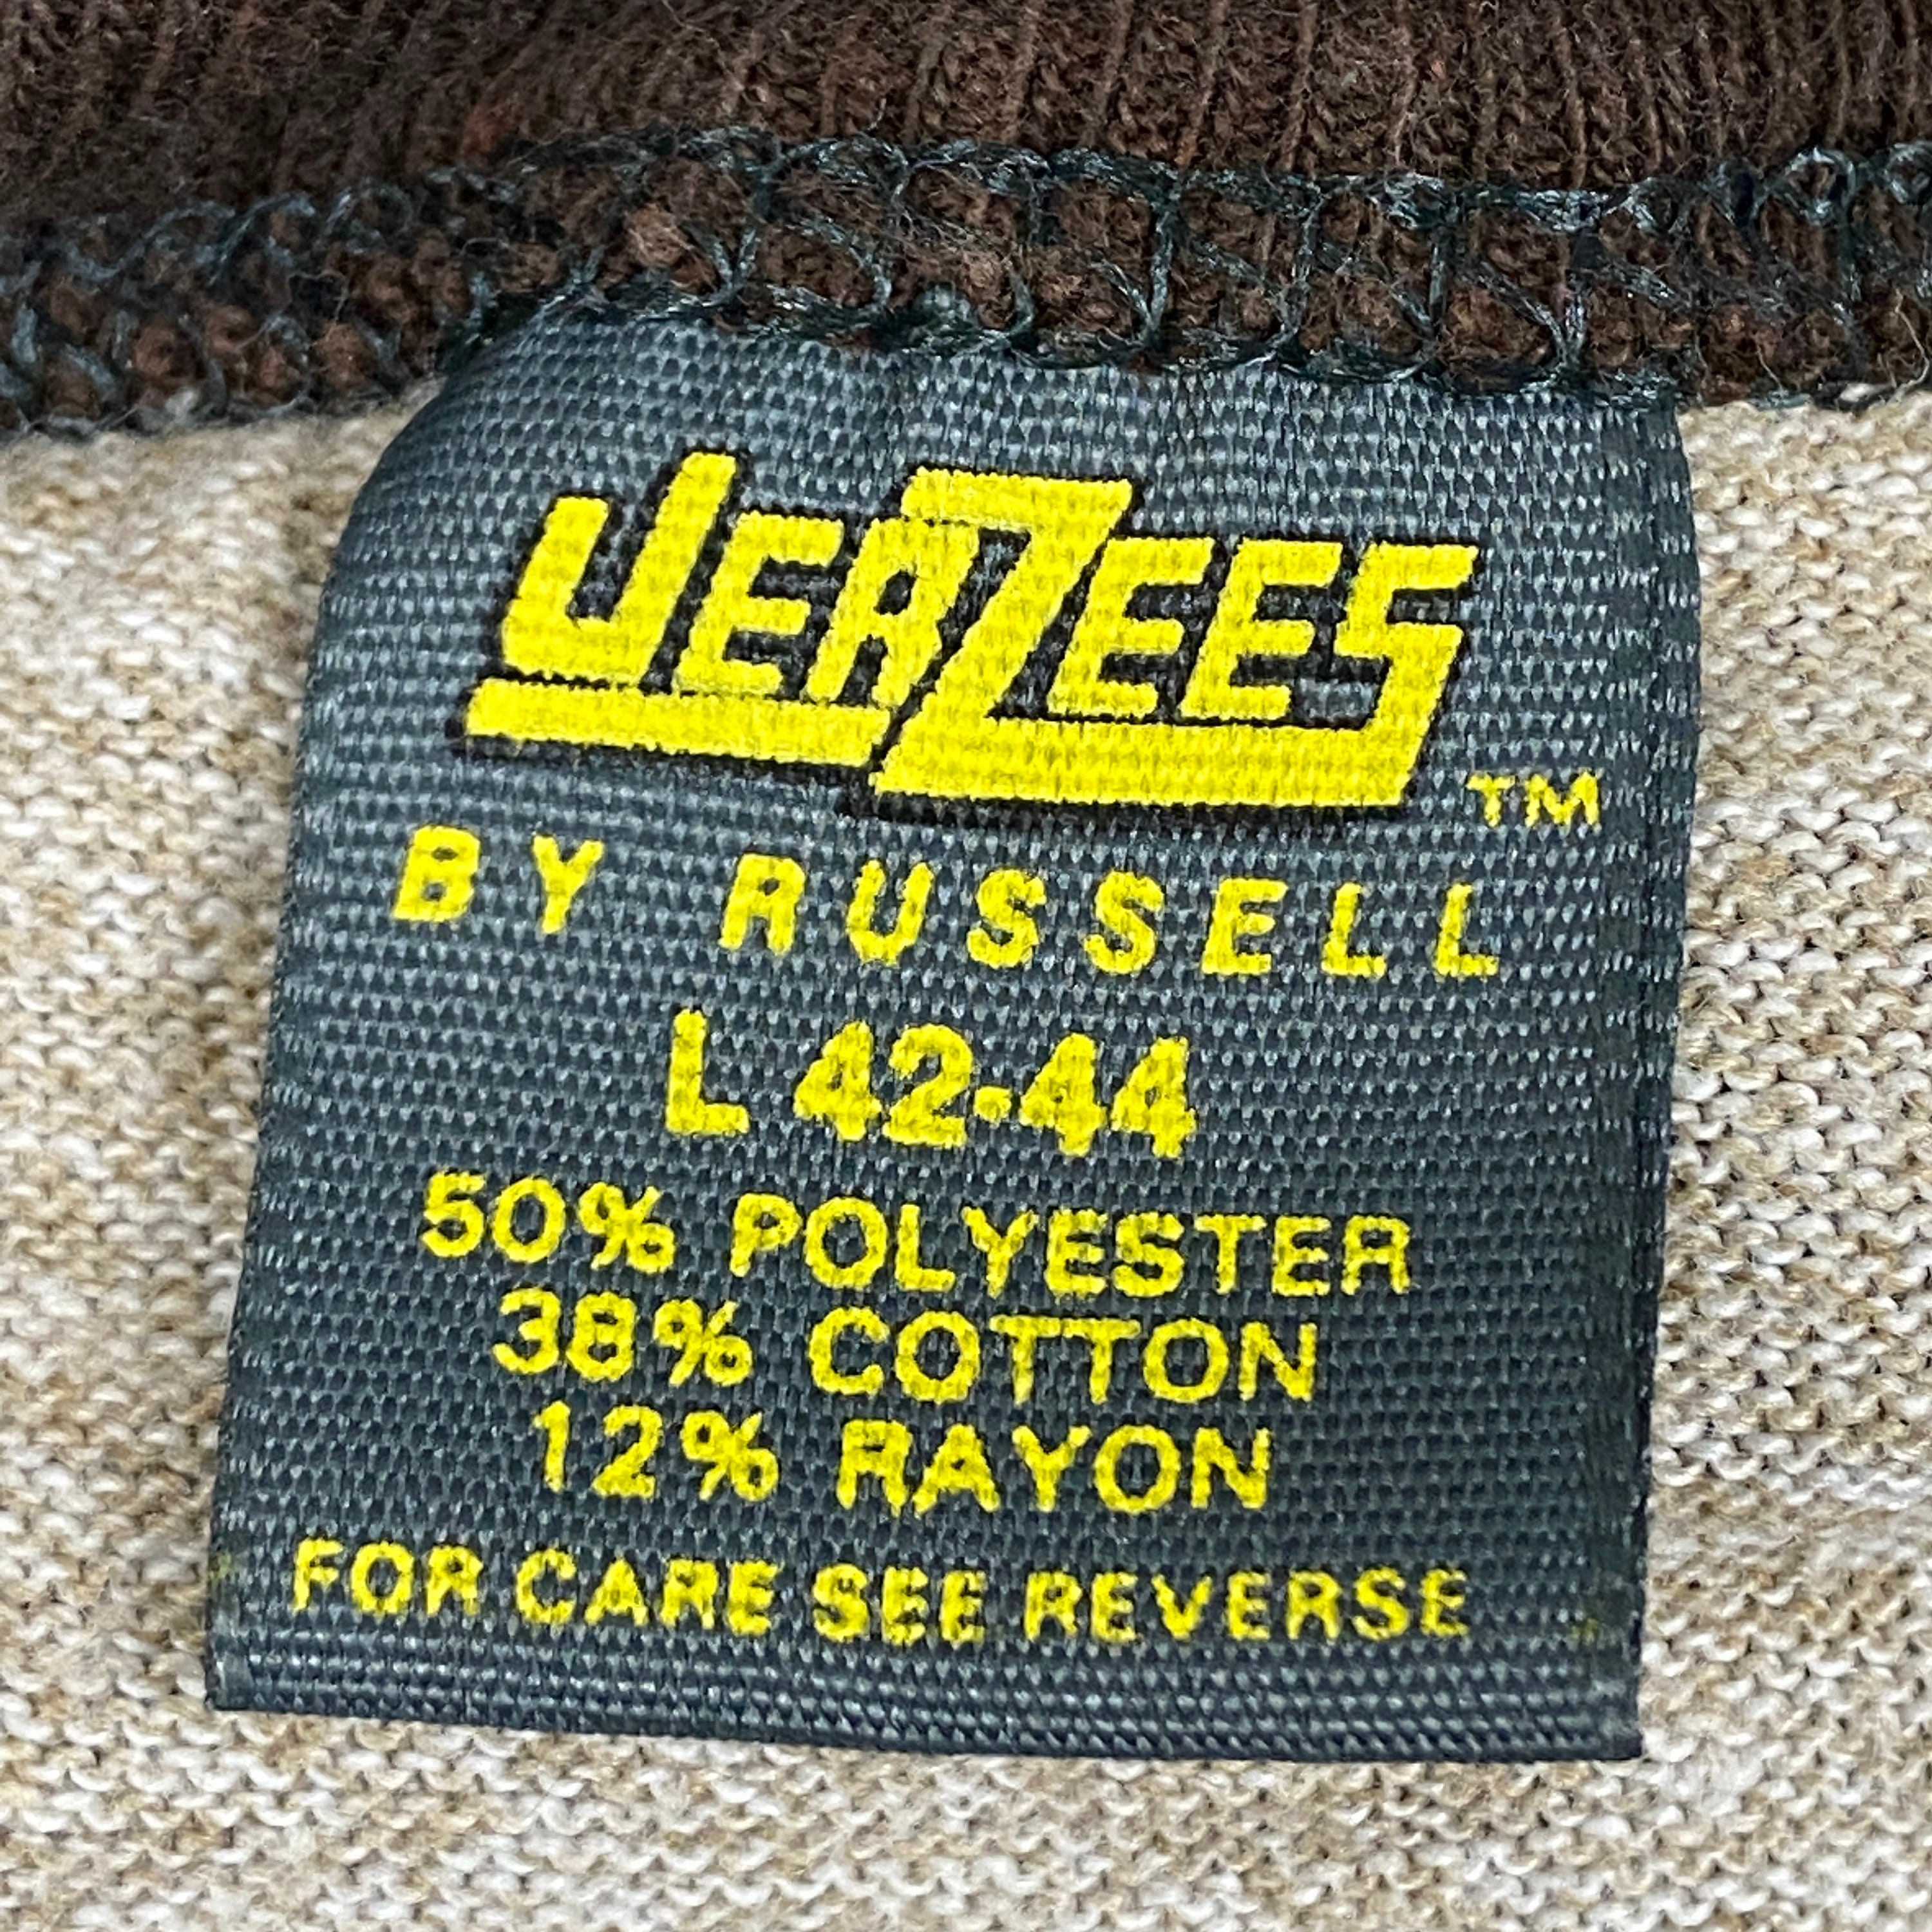 JERZEES TM
BY RUSSELL
L 42-44
50% POLYESTER
38% COTTON
12% RAYON
FOR CARE SEE REVERSE